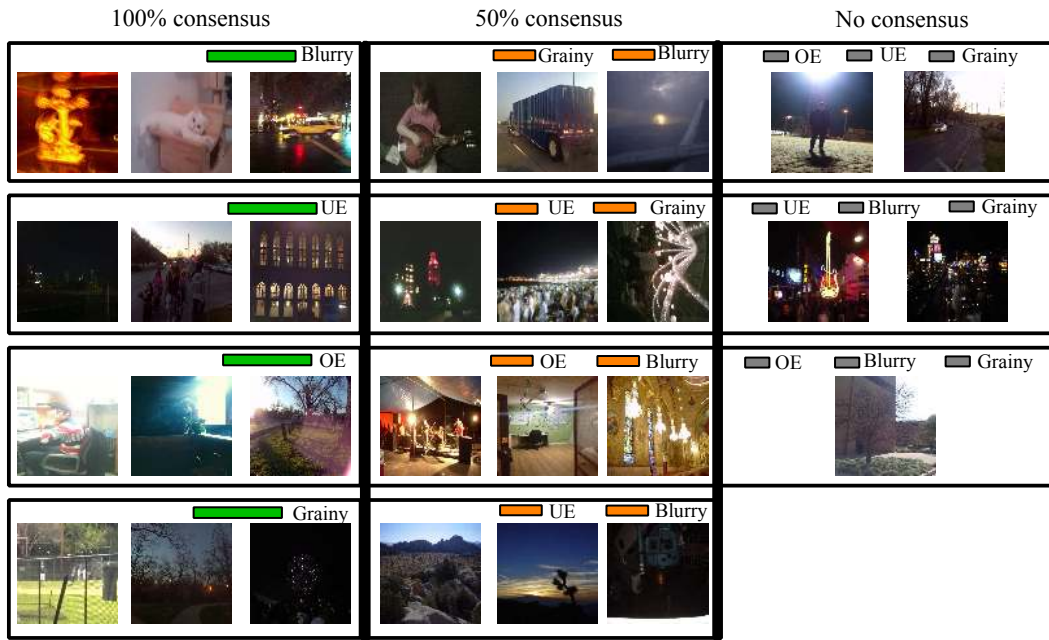 100% consensus 50% consensus No consensus
Blurry Grainy Blurry OE UE Grainy
UE UE Grainy UE Blurry Grainy
OE OE Blurry OE Blurry Grainy
Grainy UE Blurry